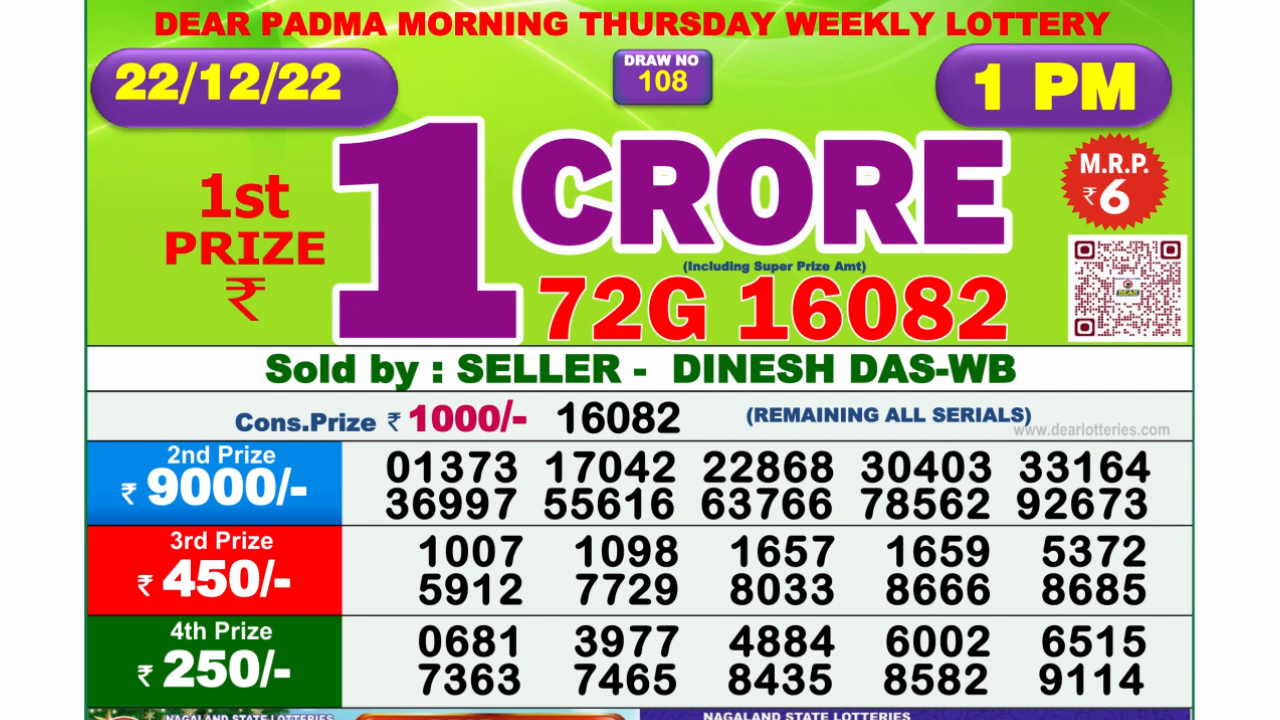 DEAR PADMA MORNING THURSDAY WEEKLY LOTTERY
22/12/22
DRAW NO
108
1 PM
1st
PRIZE
₹
1 CRORE
(Including Super Prize Amt)
72G 16082
M.R.P.
₹ 6
DEAR
Sold by : SELLER - DINESH DAS-WB
Cons.Prize ₹ 1000/- 16082 (REMAINING ALL SERIALS)
www.dearlotteries.com
2nd Prize
₹ 9000/-
01373 17042 22868 30403 33164
36997 55616 63766 78562 92673
3rd Prize
₹ 450/-
1007 1098 1657 1659 5372
5912 7729 8033 8666 8685
4th Prize
₹ 250/-
0681 3977 4884 6002 6515
7363 7465 8435 8582 9114
NAGALAND STATE LOTTERIES
NAGALAND STATE LOTTERIES